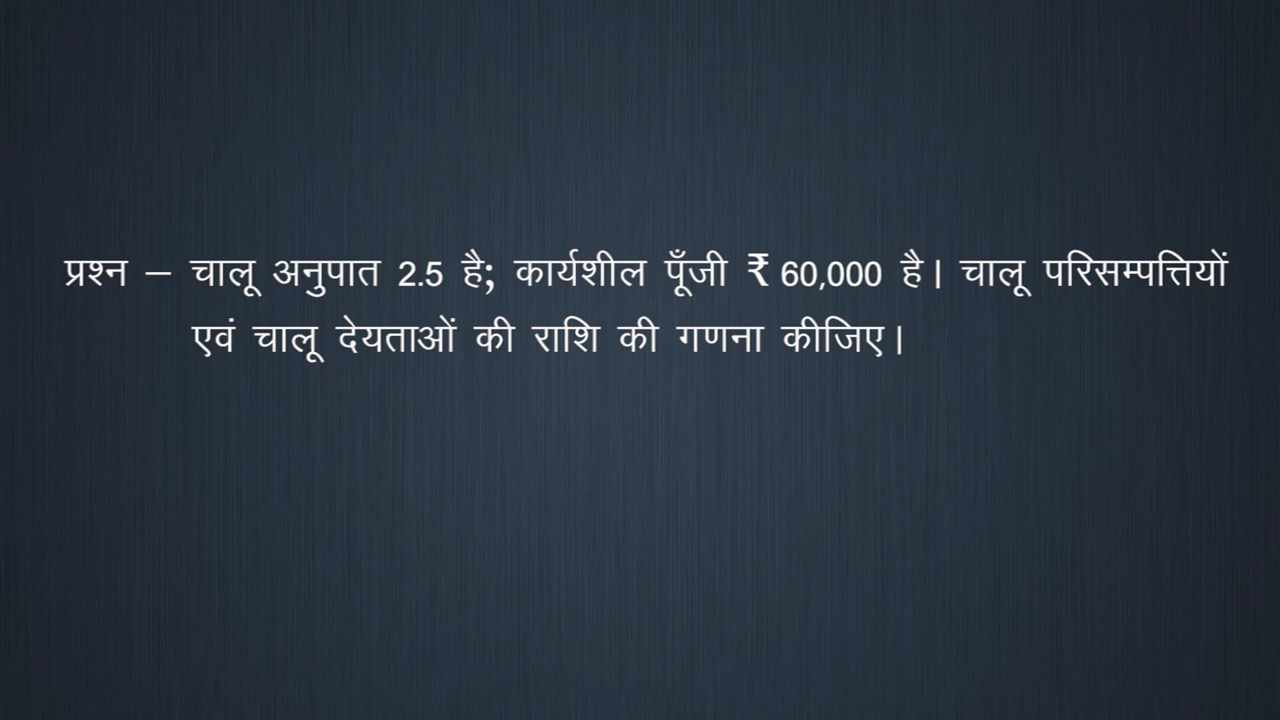 प्रश्न – चालू अनुपात 2.5 है; कार्यशील पूँजी ₹ 60,000 है। चालू परिसम्पत्तियों
एवं चालू देयताओं की राशि की गणना कीजिए।